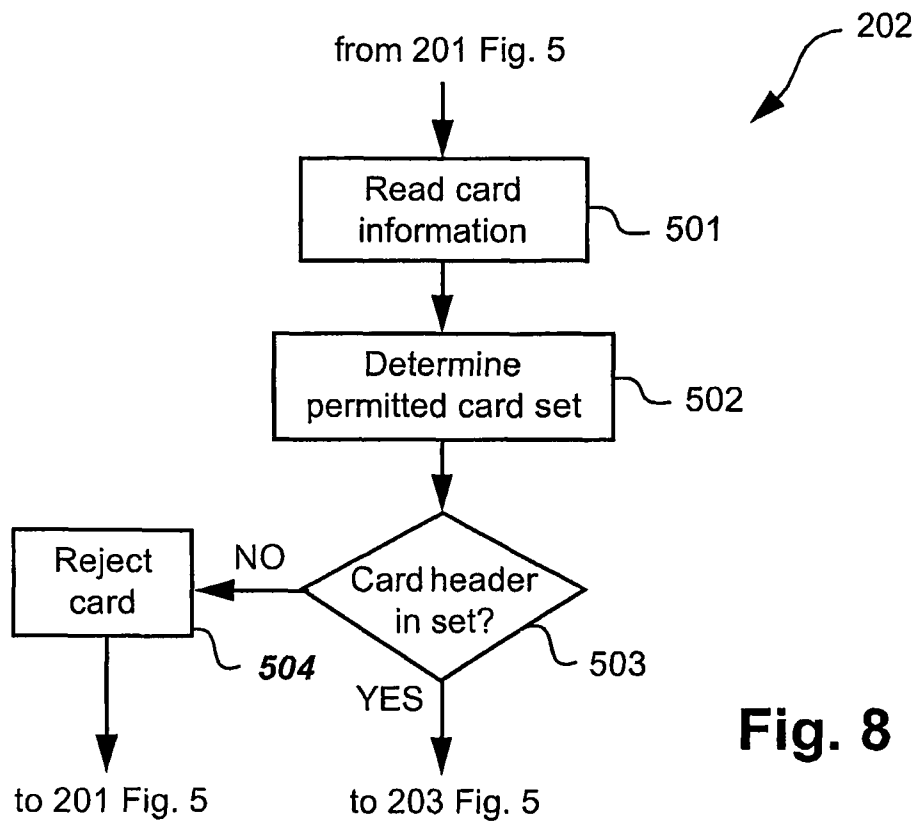 202
from 201 Fig. 5
Read card
information
501
Determine
permitted card set
502
Card header
in set?
503
NO
Reject
card
504
YES
Fig. 8
to 201 Fig. 5
to 203 Fig. 5